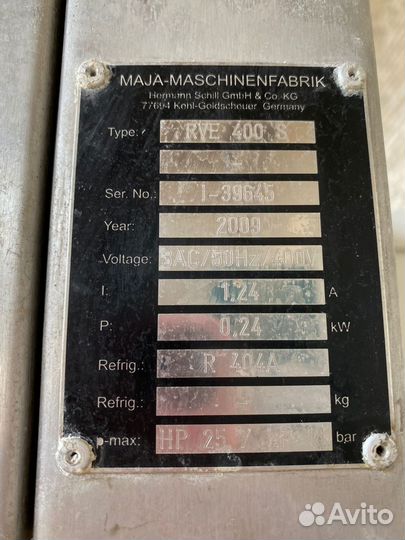 MAJA-MASCHINENFABRIK
Hermann Schill GmbH & Co. KG
77694 Kehl-Goldscheuer Germany
Type: RVE 400 S
-
Ser. No.: i-39645
Year: 2009
Voltage: 3AC/50Hz/400V
I: 1,24 A
P: 0,24 kW
Refrig.: R 404A
Refrig.: - kg
p-max: HP 25 / bar
Avito